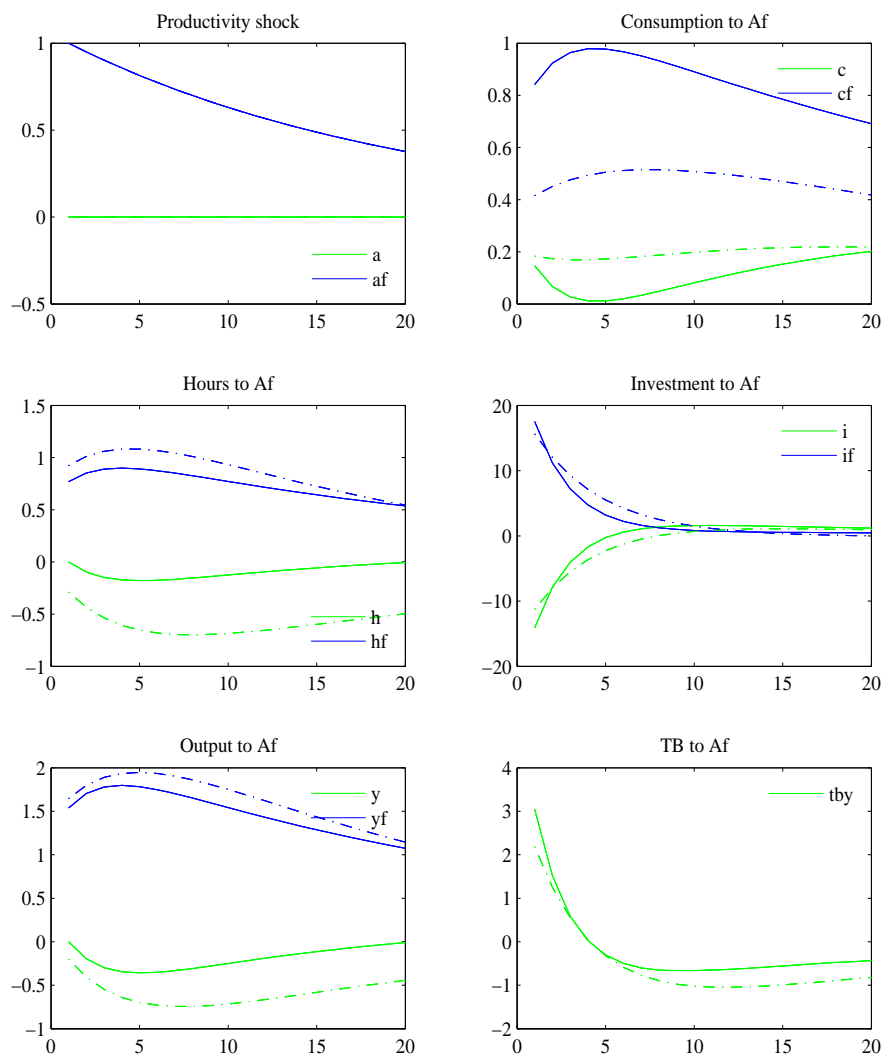 Productivity shock
1
0.5
0
−0.5
0 5 10 15 20
a
af
Consumption to Af
1
0.8
0.6
0.4
0.2
0
0 5 10 15 20
c
cf
Hours to Af
1.5
1
0.5
0
−0.5
−1
0 5 10 15 20
h
hf
Investment to Af
20
10
0
−10
−20
0 5 10 15 20
i
if
Output to Af
2
1.5
1
0.5
0
−0.5
−1
0 5 10 15 20
y
yf
TB to Af
4
3
2
1
0
−1
−2
0 5 10 15 20
tby